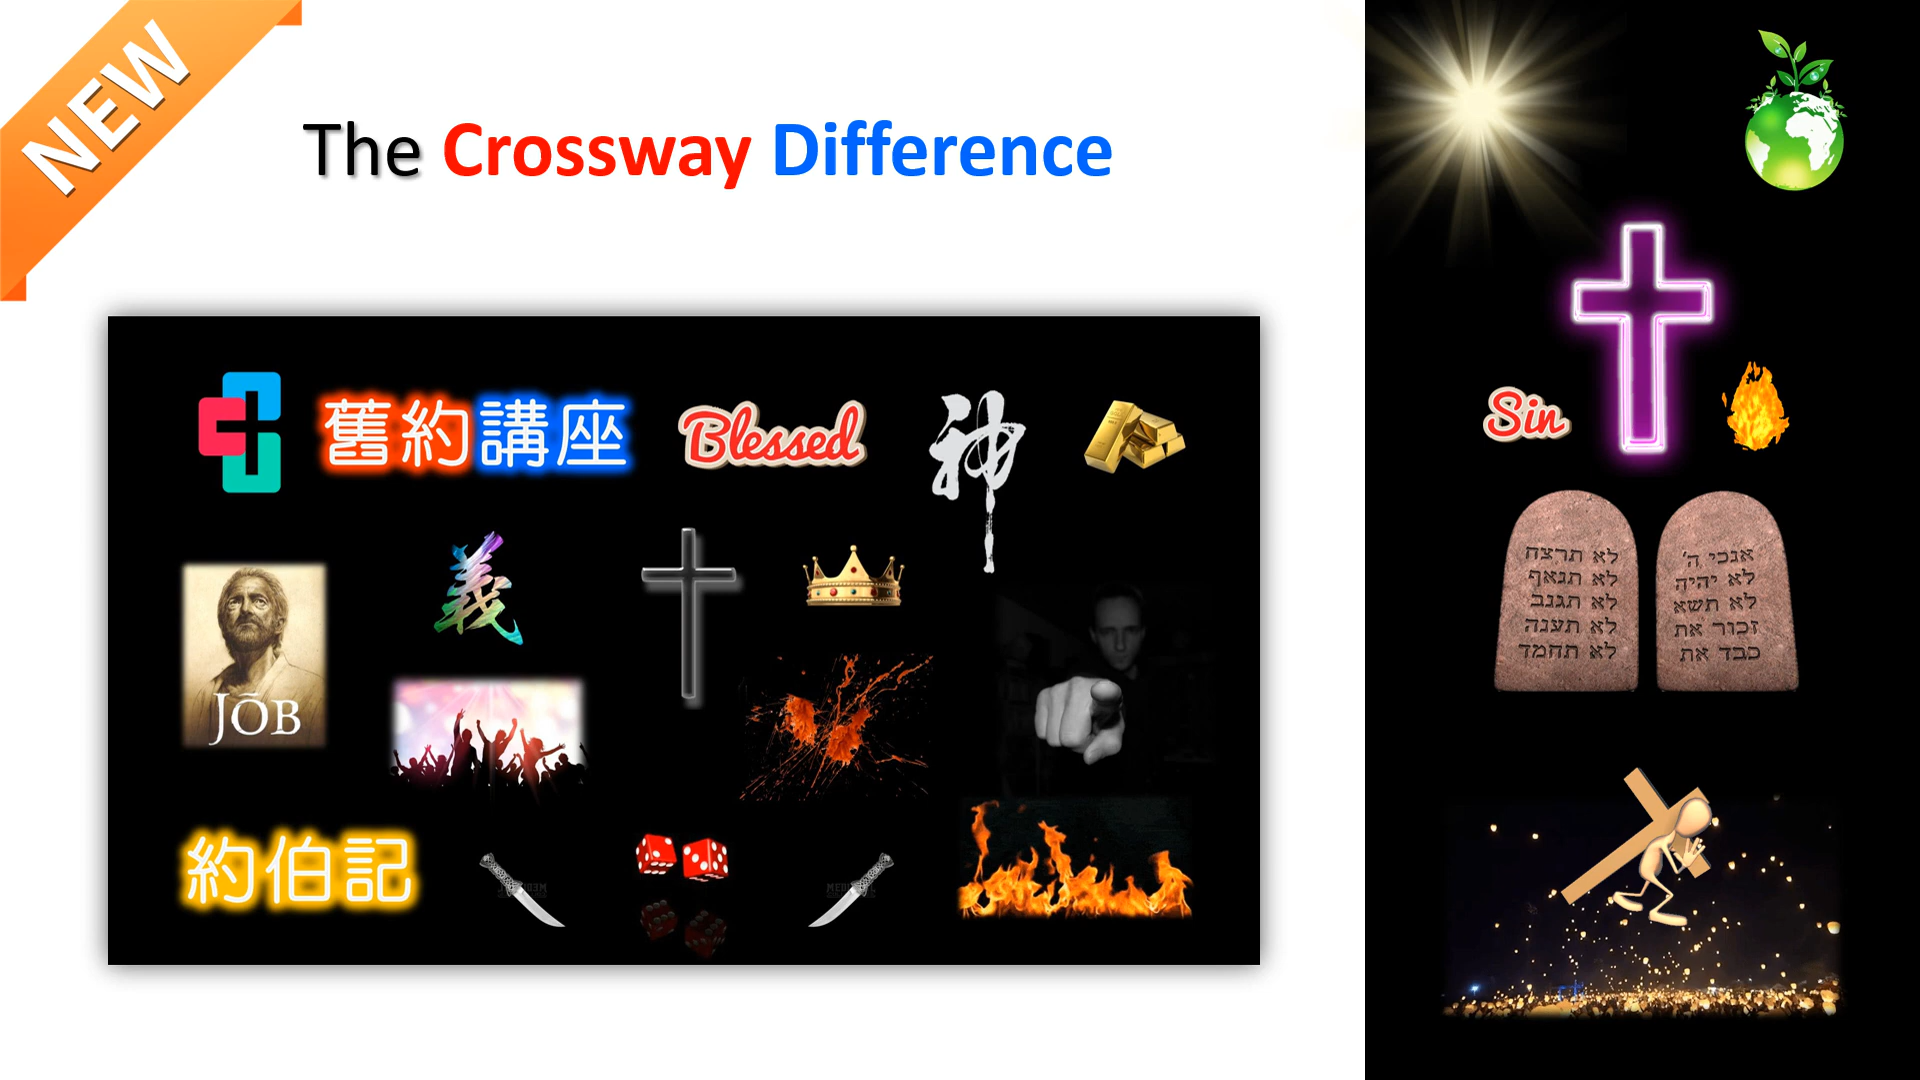 NEW
The Crossway Difference
舊約講座
Blessed
神
義
JŌB
約伯記
Sin
לא תרצח
לא תנאף
לא תגנב
לא תענה
לא תחמד
אנכי ה'
לא יהיה
לא תשא
זכור את
כבד את